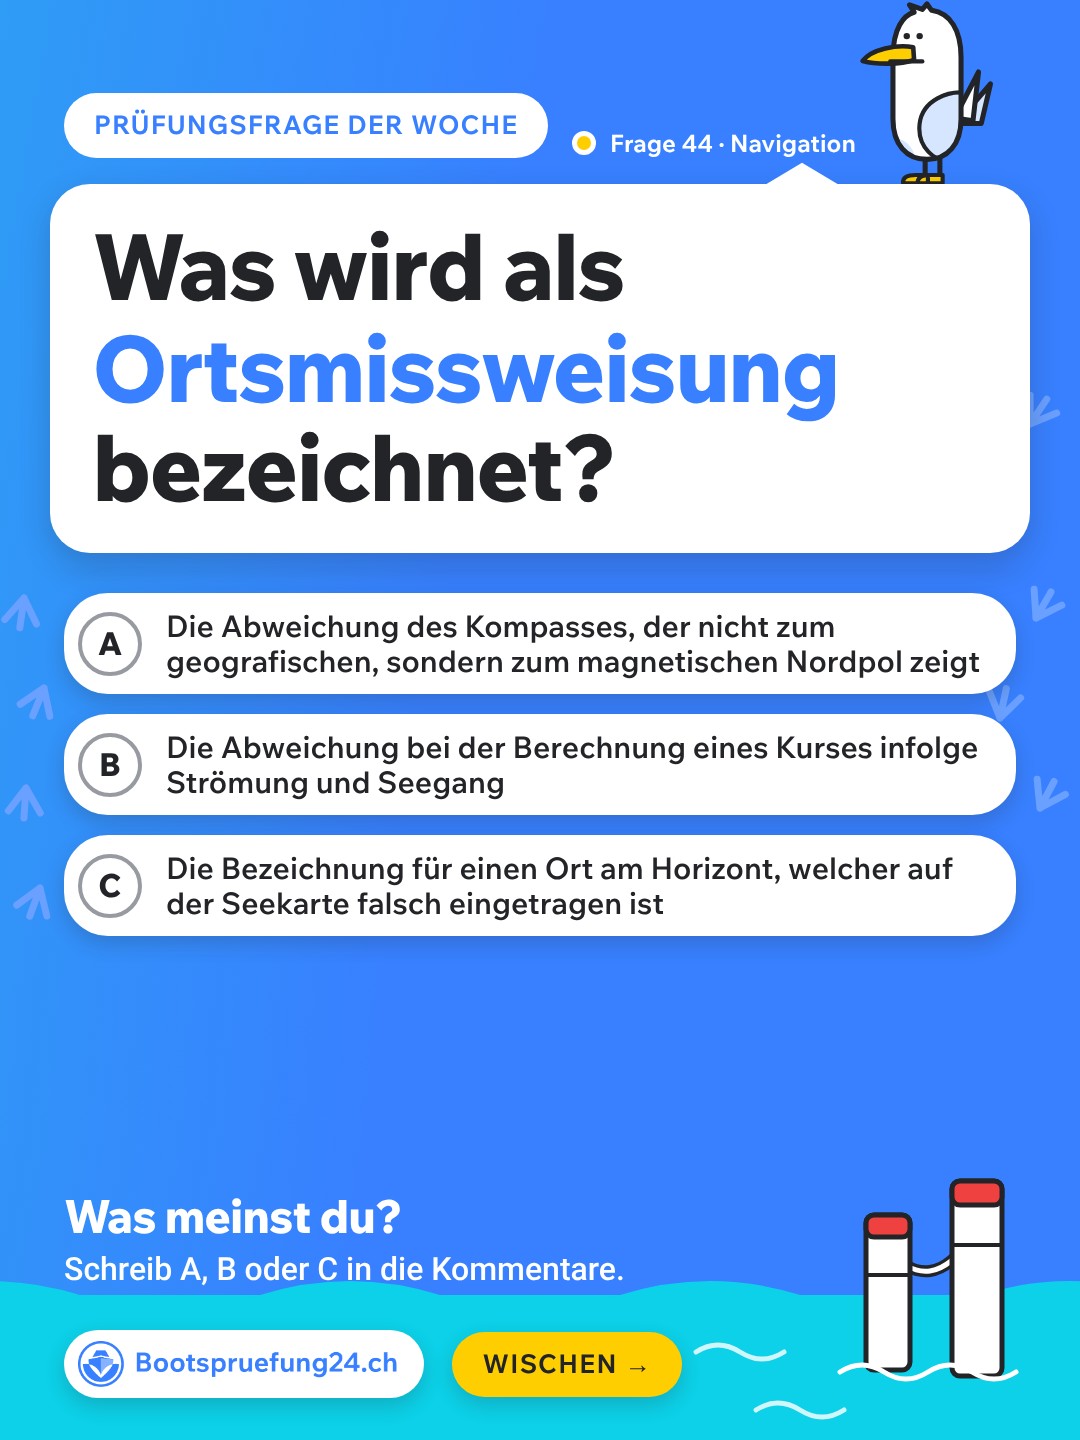 PRÜFUNGSFRAGE DER WOCHE
Frage 44 · Navigation
Was wird als
Ortsmissweisung
bezeichnet?
A
Die Abweichung des Kompasses, der nicht zum
geografischen, sondern zum magnetischen Nordpol zeigt
B
Die Abweichung bei der Berechnung eines Kurses infolge
Strömung und Seegang
C
Die Bezeichnung für einen Ort am Horizont, welcher auf
der Seekarte falsch eingetragen ist
Was meinst du?
Schreib A, B oder C in die Kommentare.
Bootspruefung24.ch
WISCHEN →